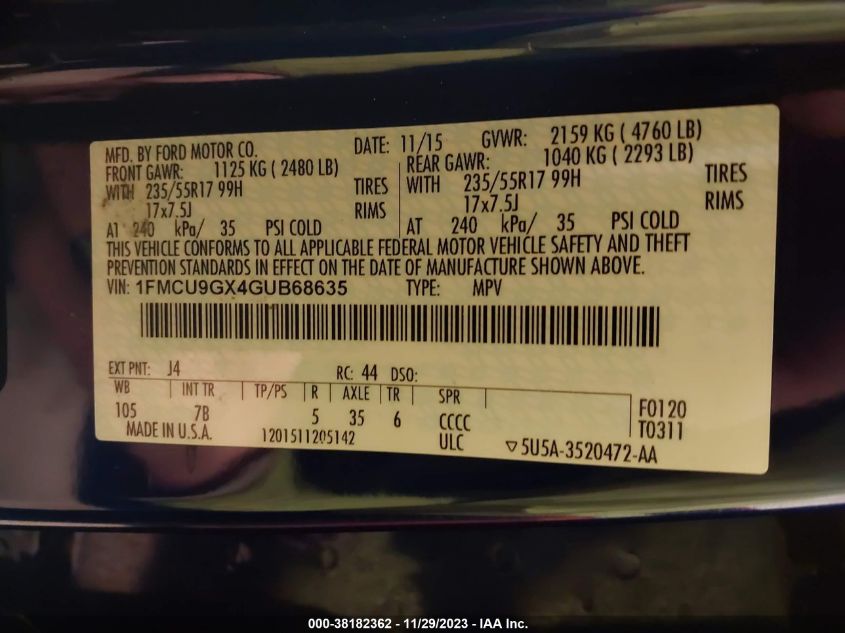 MFD. BY FORD MOTOR CO. DATE: 11/15 GVWR: 2159 KG ( 4760 LB)
FRONT GAWR: 1125 KG ( 2480 LB) REAR GAWR: 1040 KG ( 2293 LB)
WITH 235/55R17 99H TIRES WITH 235/55R17 99H TIRES
17x7.5J RIMS 17x7.5J RIMS
AT 240 kPa/ 35 PSI COLD AT 240 kPa/ 35 PSI COLD
THIS VEHICLE CONFORMS TO ALL APPLICABLE FEDERAL MOTOR VEHICLE SAFETY AND THEFT
PREVENTION STANDARDS IN EFFECT ON THE DATE OF MANUFACTURE SHOWN ABOVE.
VIN: 1FMCU9GX4GUB68635 TYPE: MPV
EXT PNT: J4 RC: 44 DSO:
WB INT TR TP/PS R AXLE TR SPR
105 7B 5 35 6 CCCC F0120
MADE IN U.S.A. 1201511205142 ULC T0311
▽5U5A-3520472-AA
000-38182362 - 11/29/2023 - IAA Inc.